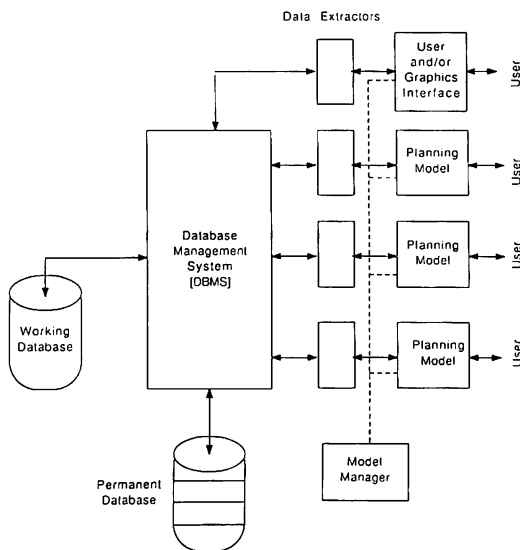 Data Extractors
User
and/or
Graphics
Interface
User
Planning
Model
User
Database
Management
System
[DBMS]
Planning
Model
User
Working
Database
Planning
Model
User
Permanent
Database
Model
Manager